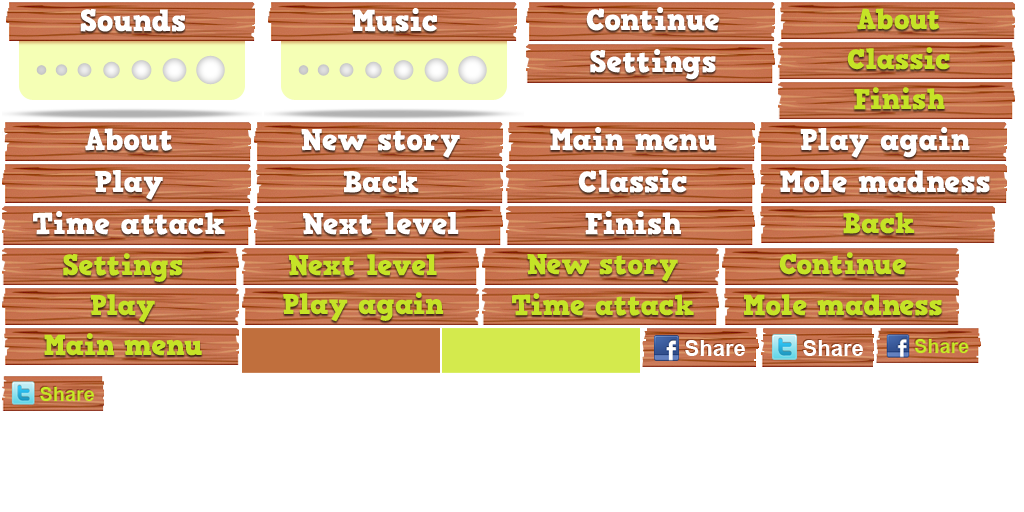 Sounds
Music
Continue
About
Settings
Classic
Finish
About
New story
Main menu
Play again
Play
Back
Classic
Mole madness
Time attack
Next level
Finish
Back
Settings
Next level
New story
Continue
Play
Play again
Time attack
Mole madness
Main menu
f Share
t Share
f Share
t Share